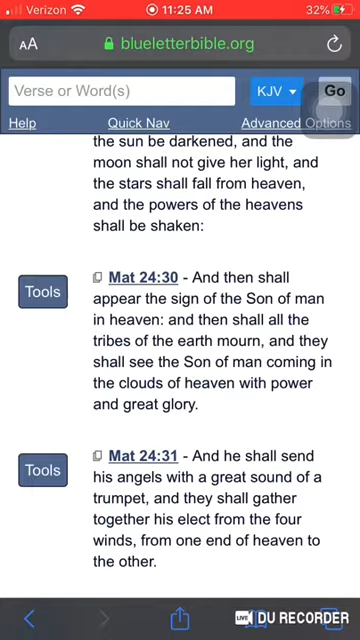 Verizon 11:25 AM 32%
AA blueletterbible.org
Verse or Word(s) KJV Go
Help Quick Nav Advanced Options
the sun be darkened, and the
moon shall not give her light, and
the stars shall fall from heaven,
and the powers of the heavens
shall be shaken:
Tools
Mat 24:30 - And then shall
appear the sign of the Son of man
in heaven: and then shall all the
tribes of the earth mourn, and they
shall see the Son of man coming in
the clouds of heaven with power
and great glory.
Tools
Mat 24:31 - And he shall send
his angels with a great sound of a
trumpet, and they shall gather
together his elect from the four
winds, from one end of heaven to
the other.
LIVE DU RECORDER